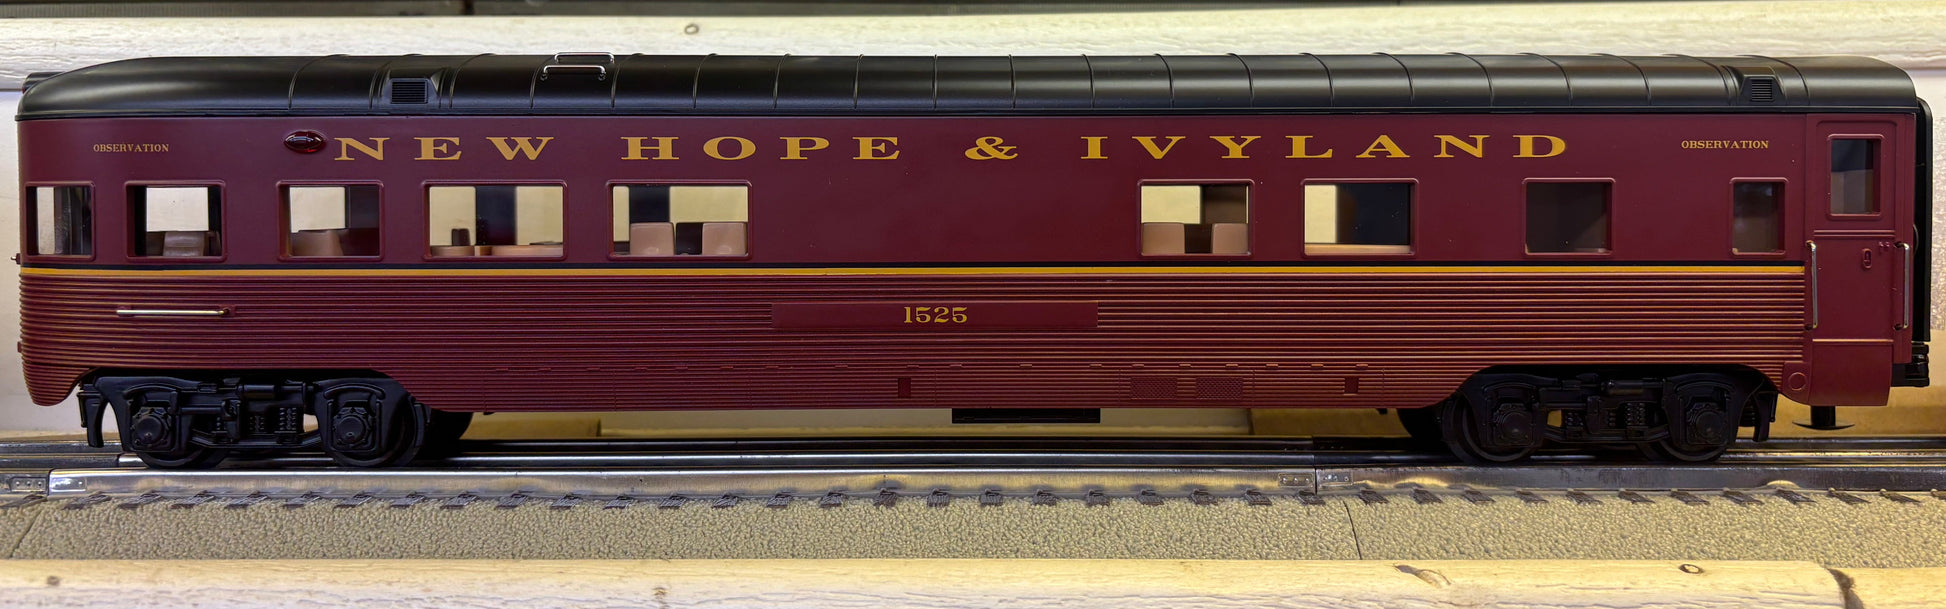 NEW HOPE & IVYLAND
OBSERVATION
OBSERVATION
1525